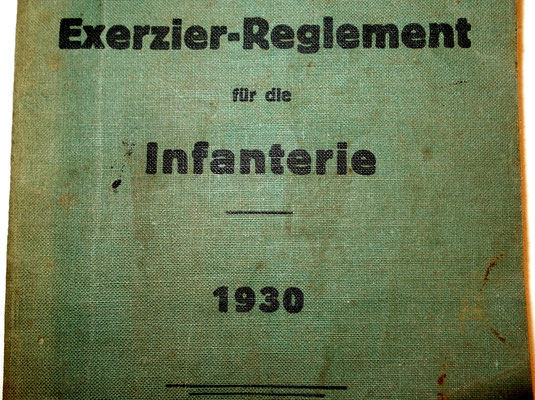 Exerzier-Reglement
für die
Infanterie
1930